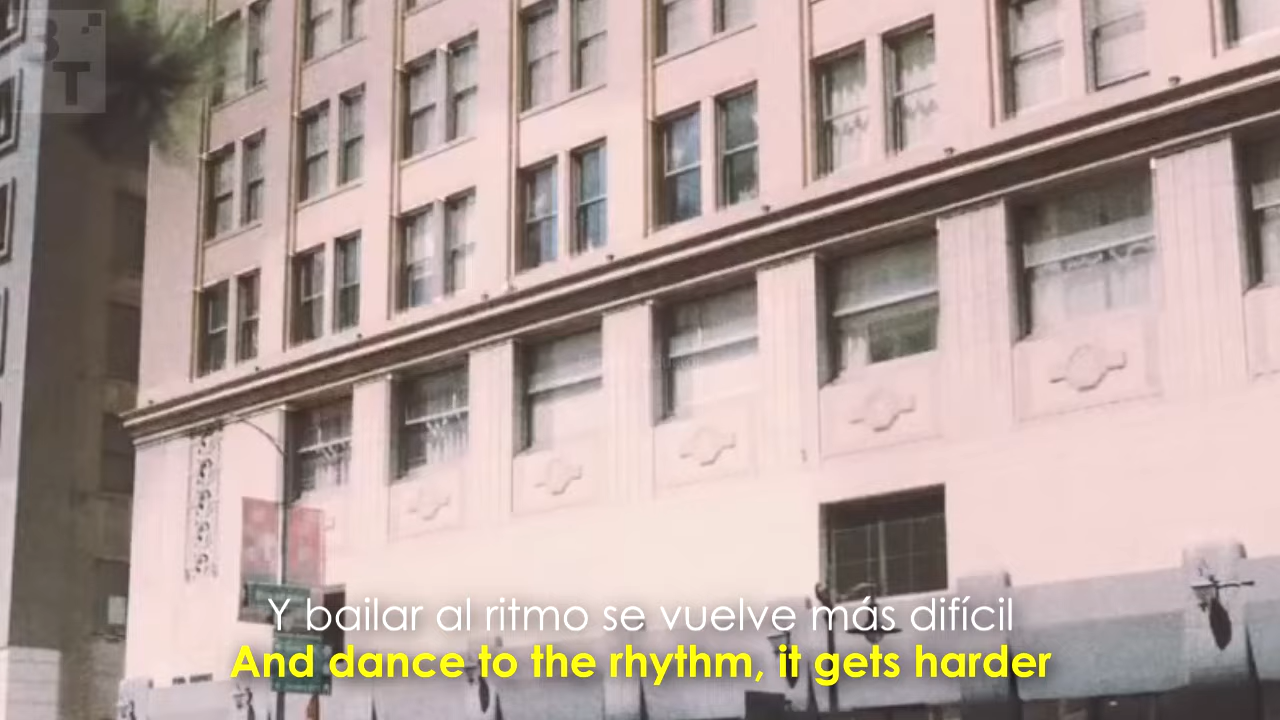 B
T
Y bailar al ritmo se vuelve más difícil
And dance to the rhythm, it gets harder